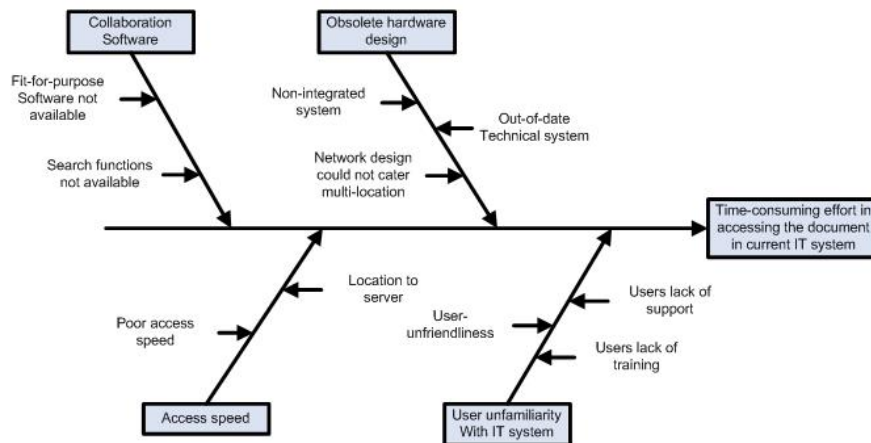 Collaboration
Software
Obsolete hardware
design
Fit-for-purpose
Software not
available
Non-integrated
system
Out-of-date
Technical system
Search functions
not available
Network design
could not cater
multi-location
Time-consuming effort in
accessing the document
in current IT system
Location to
server
Users lack of
support
Poor access
speed
User-
unfriendliness
Users lack of
training
Access speed
User unfamiliarity
With IT system